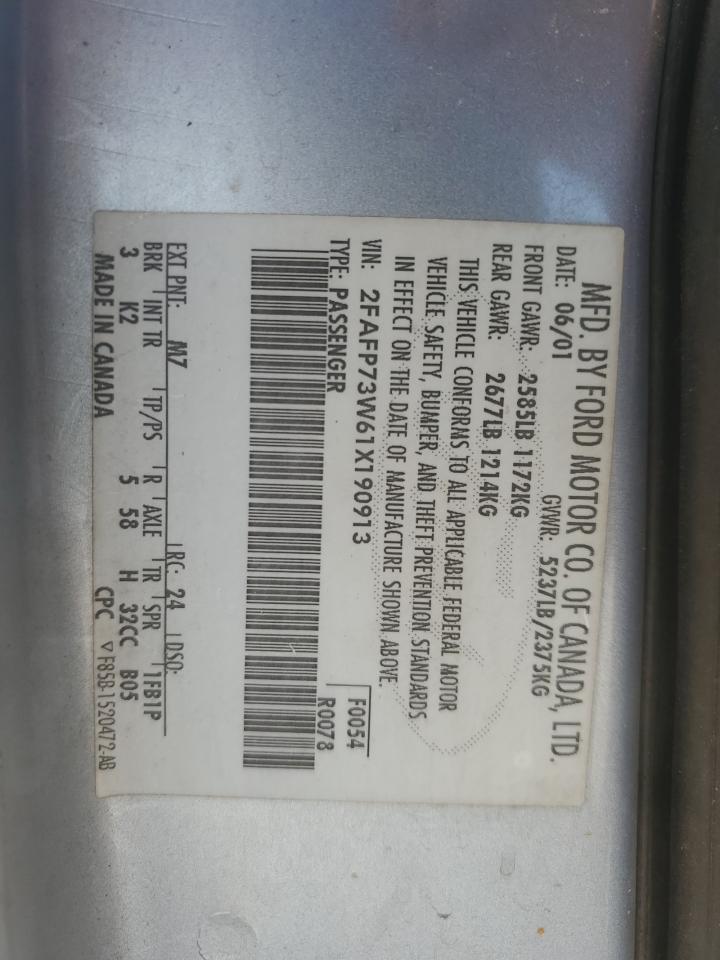 MFD. BY FORD MOTOR CO. OF CANADA, LTD.
DATE: 06/01 GVWR: 5237LB/2375KG
FRONT GAWR: 2585LB 1172KG
REAR GAWR: 2677LB 1214KG
THIS VEHICLE CONFORMS TO ALL APPLICABLE FEDERAL MOTOR
VEHICLE SAFETY, BUMPER, AND THEFT PREVENTION STANDARDS
IN EFFECT ON THE DATE OF MANUFACTURE SHOWN ABOVE.
VIN: 2FAFP73W61X190913 F0054
TYPE: PASSENGER R0078
EXT PNT: M7 RC: 24 DSO:
BRK INT TR TP/PS R AXLE TR SPR 1FB1P
3 K2 5 58 H 32CC B05
MADE IN CANADA CPC ▽ F85B-1520472-AB